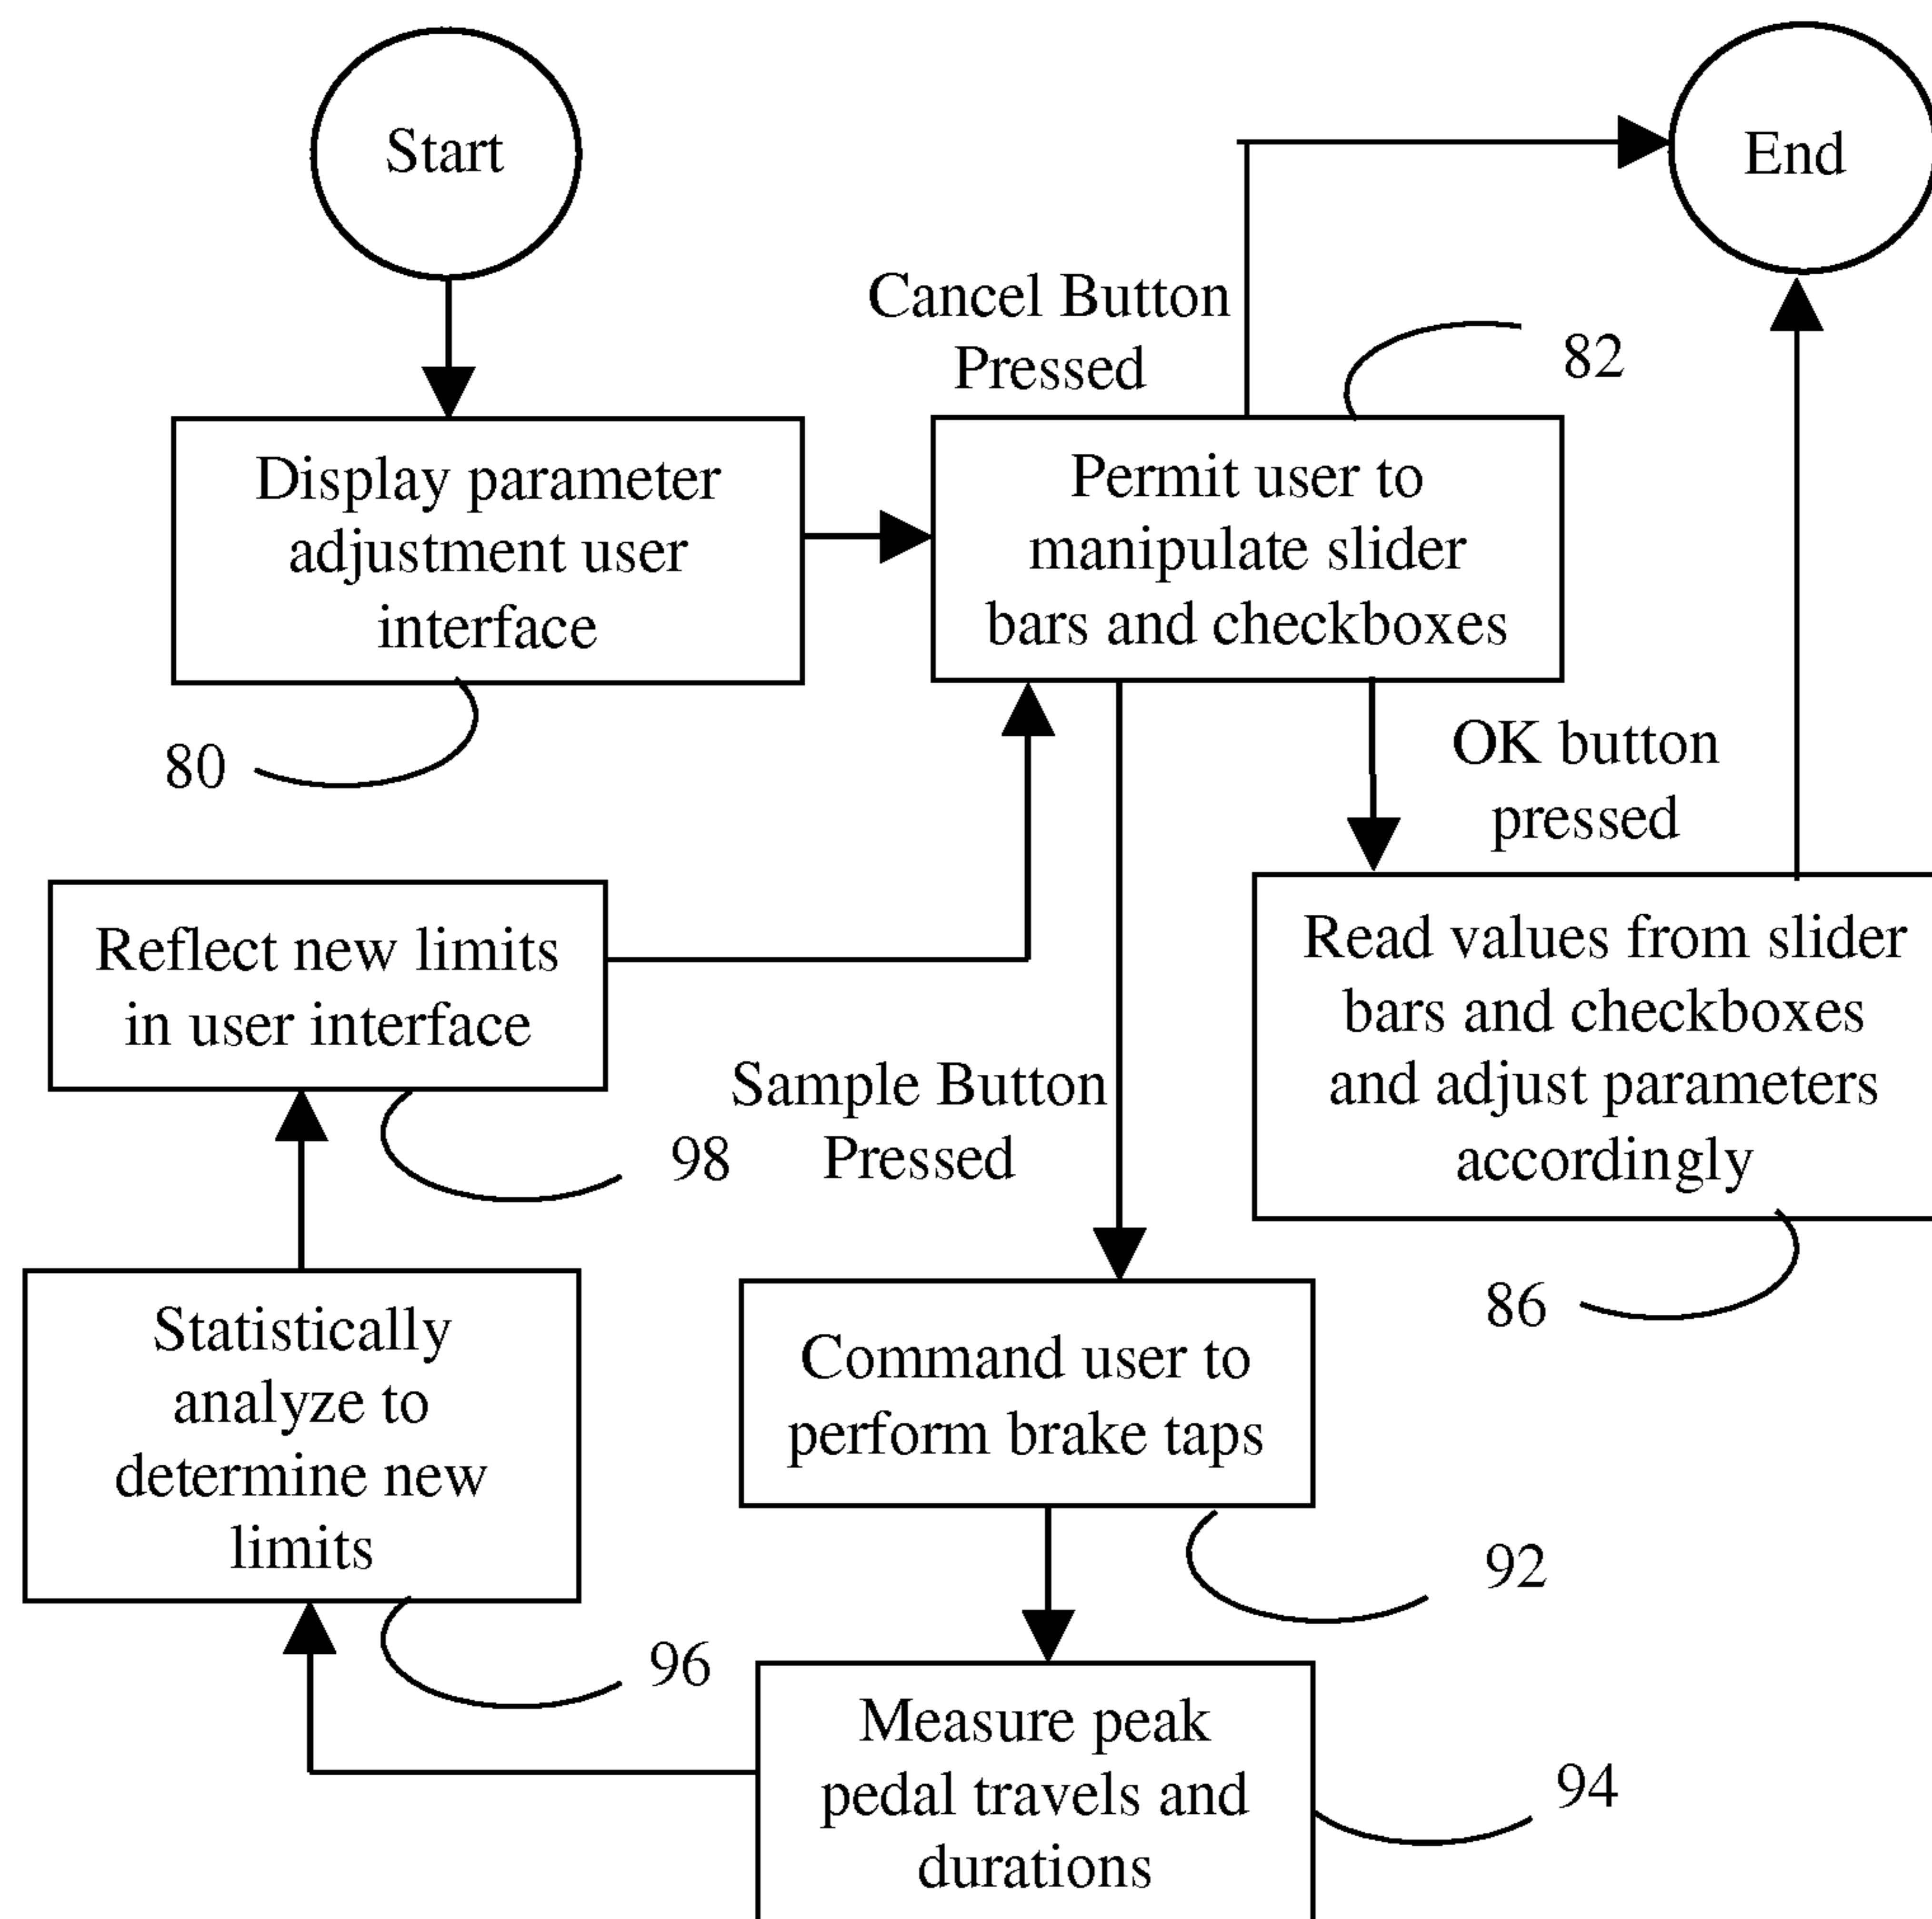 Start
End
Cancel Button
Pressed
82
Display parameter
adjustment user
interface
Permit user to
manipulate slider
bars and checkboxes
80
OK button
pressed
Reflect new limits
in user interface
Read values from slider
bars and checkboxes
and adjust parameters
accordingly
Sample Button
Pressed
98
86
Statistically
analyze to
determine new
limits
Command user to
perform brake taps
92
96
Measure peak
pedal travels and
durations
94